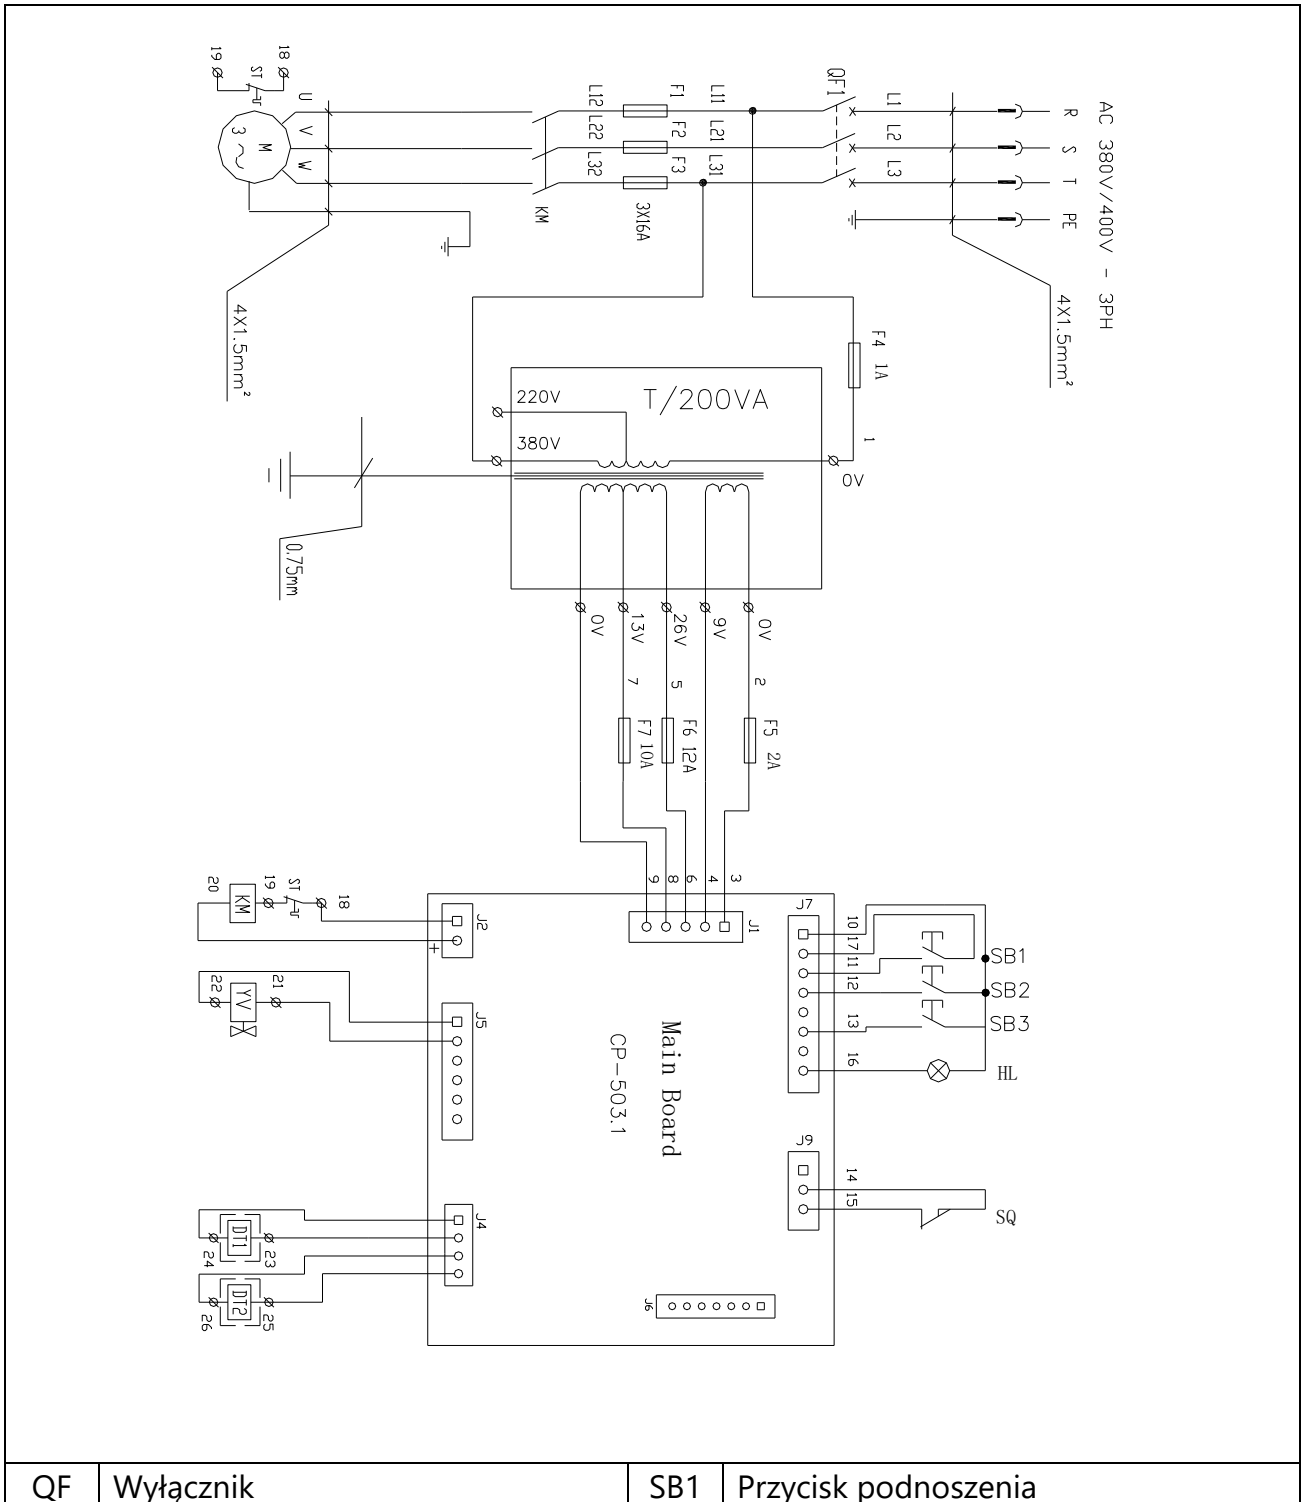 AC 380V/400V - 3PH
R
S
T
PE
4X1.5mm²
L1
L2
L3
QF1
L11
L21
L31
F1
F2
F3
3X16A
L12
L22
L32
KM
U
V
W
M
3
ST
18
19
4X1.5mm²
F4 1A
1
T/200VA
220V
380V
0V
0.75mm
0V
13V
26V
9V
0V
7
5
2
F7 10A
F6 12A
F5 2A
9
8
6
4
3
J1
J2
+
18
ST
19
KM
20
J5
21
YV
22
J4
23
DT1
24
25
DT2
26
J6
Main Board
CP-503.1
J7
10
17
11
12
13
16
SB1
SB2
SB3
HL
J9
14
15
SQ
QF Wyłącznik SB1 Przycisk podnoszenia